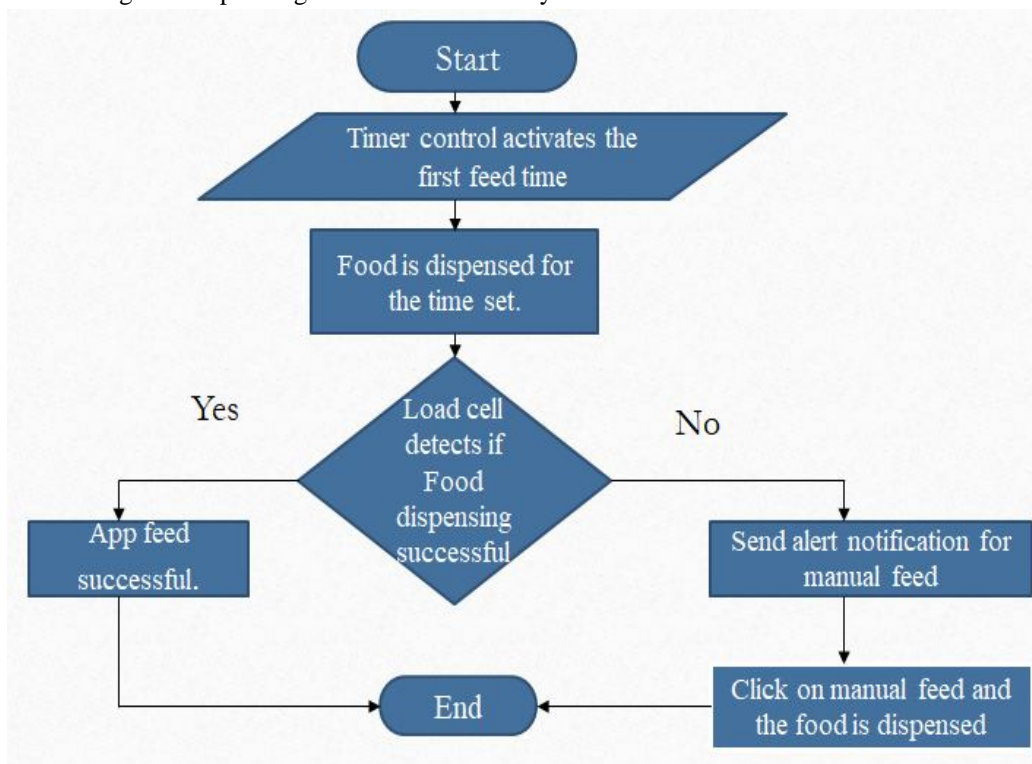 Start
Timer control activates the
first feed time
Food is dispensed for
the time set.
Yes
Load cell
detects if
Food
dispensing
successful
No
App feed
successful.
Send alert notification for
manual feed
Click on manual feed and
the food is dispensed
End